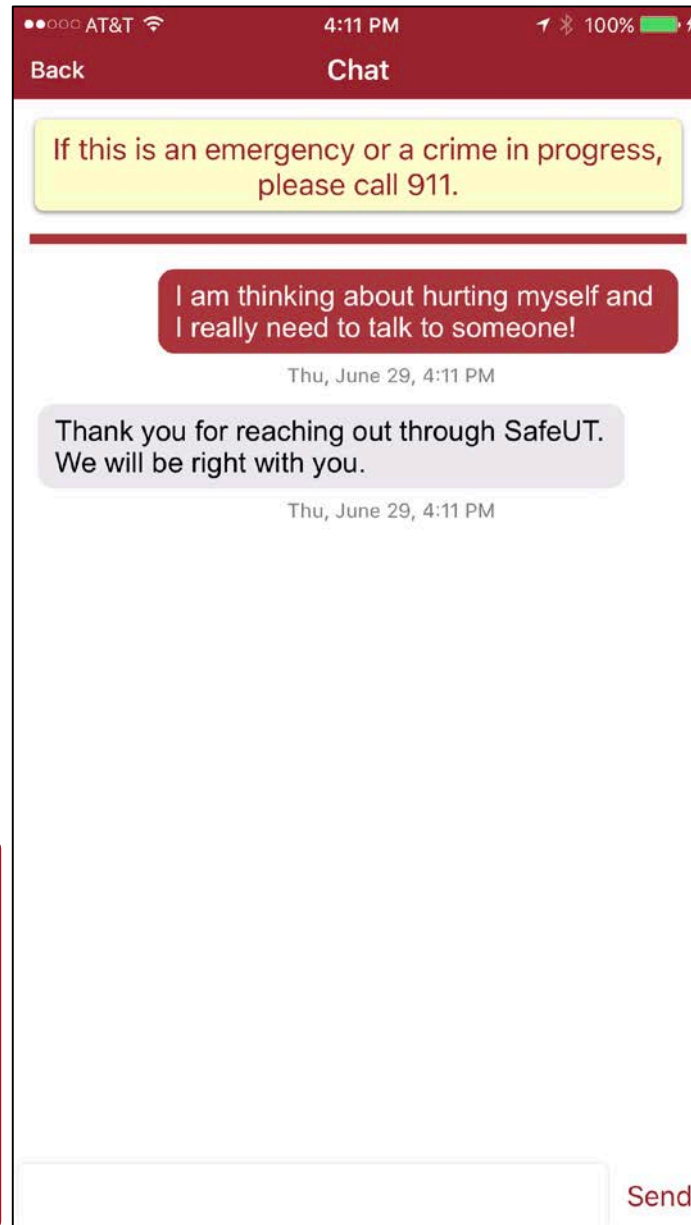 AT&T 4:11 PM 100%
Back Chat
If this is an emergency or a crime in progress,
please call 911.
I am thinking about hurting myself and
I really need to talk to someone!
Thu, June 29, 4:11 PM
Thank you for reaching out through SafeUT.
We will be right with you.
Thu, June 29, 4:11 PM
Send